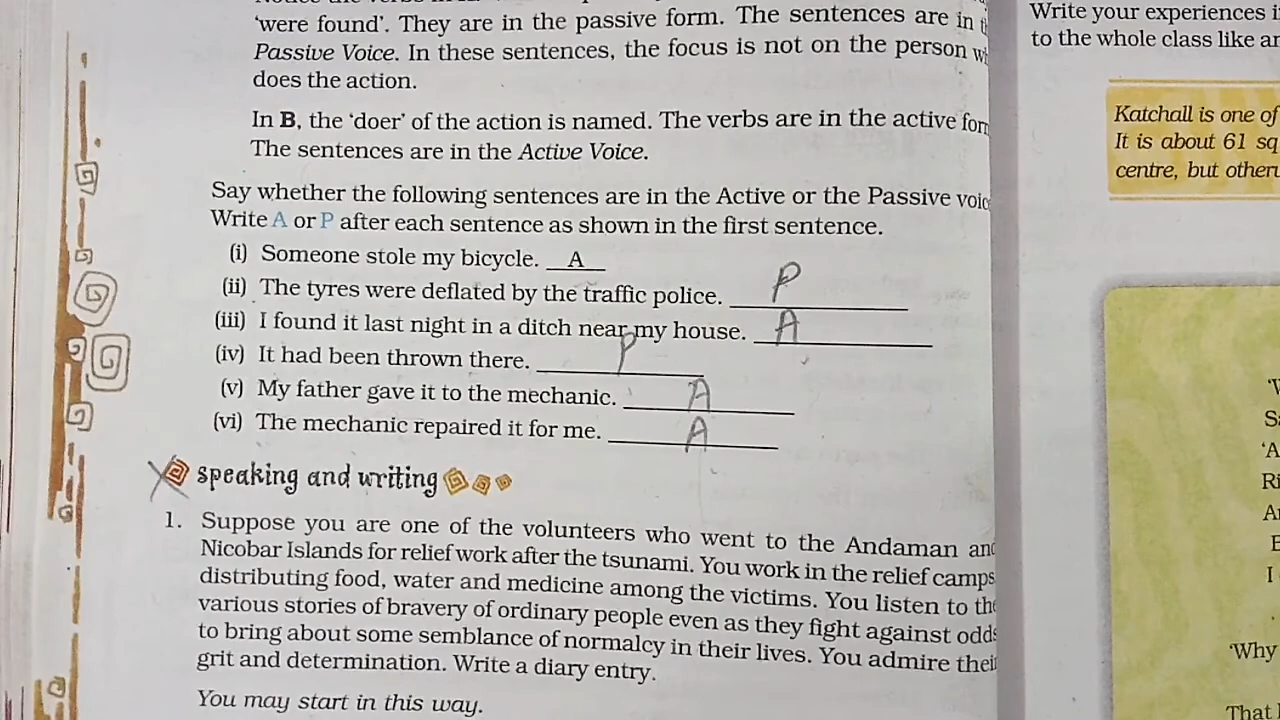 'were found'. They are in the passive form. The sentences are in
Passive Voice. In these sentences, the focus is not on the person
does the action.
In B, the 'doer' of the action is named. The verbs are in the active
The sentences are in the Active Voice.
Say whether the following sentences are in the Active or the Passive
Write A or P after each sentence as shown in the first sentence.
(i) Someone stole my bicycle. A
(ii) The tyres were deflated by the traffic police. P
(iii) I found it last night in a ditch near my house. A
(iv) It had been thrown there. P
(v) My father gave it to the mechanic. A
(vi) The mechanic repaired it for me. A
speaking and writing
1. Suppose you are one of the volunteers who went to the Andaman
Nicobar Islands for relief work after the tsunami. You work in the relief camps
distributing food, water and medicine among the victims. You listen to
various stories of bravery of ordinary people even as they fight against
to bring about some semblance of normalcy in their lives. You admire
grit and determination. Write a diary entry.
You may start in this way.
Write your experiences
to the whole class like
Katchall is one of
It is about 61
centre, but
'A
I
'Why
That